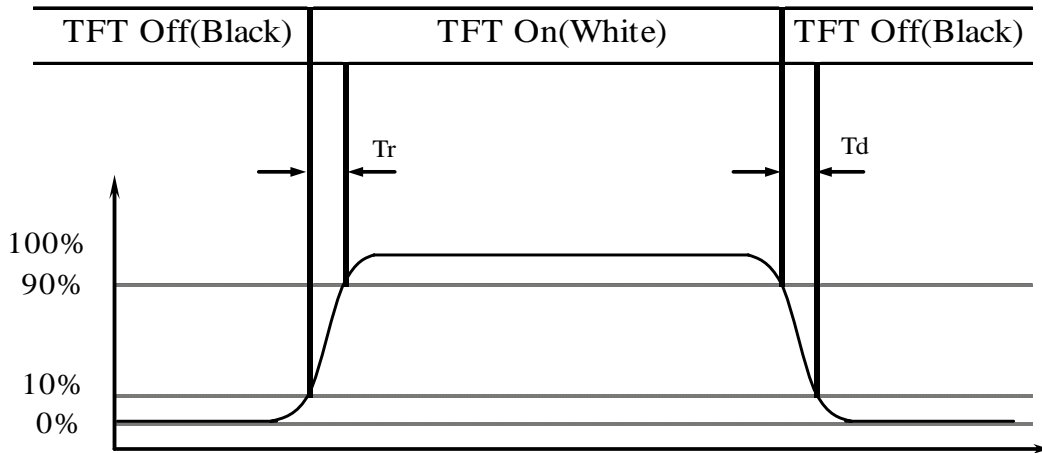 TFT Off(Black) TFT On(White) TFT Off(Black)
Tr Td
100%
90%
10%
0%